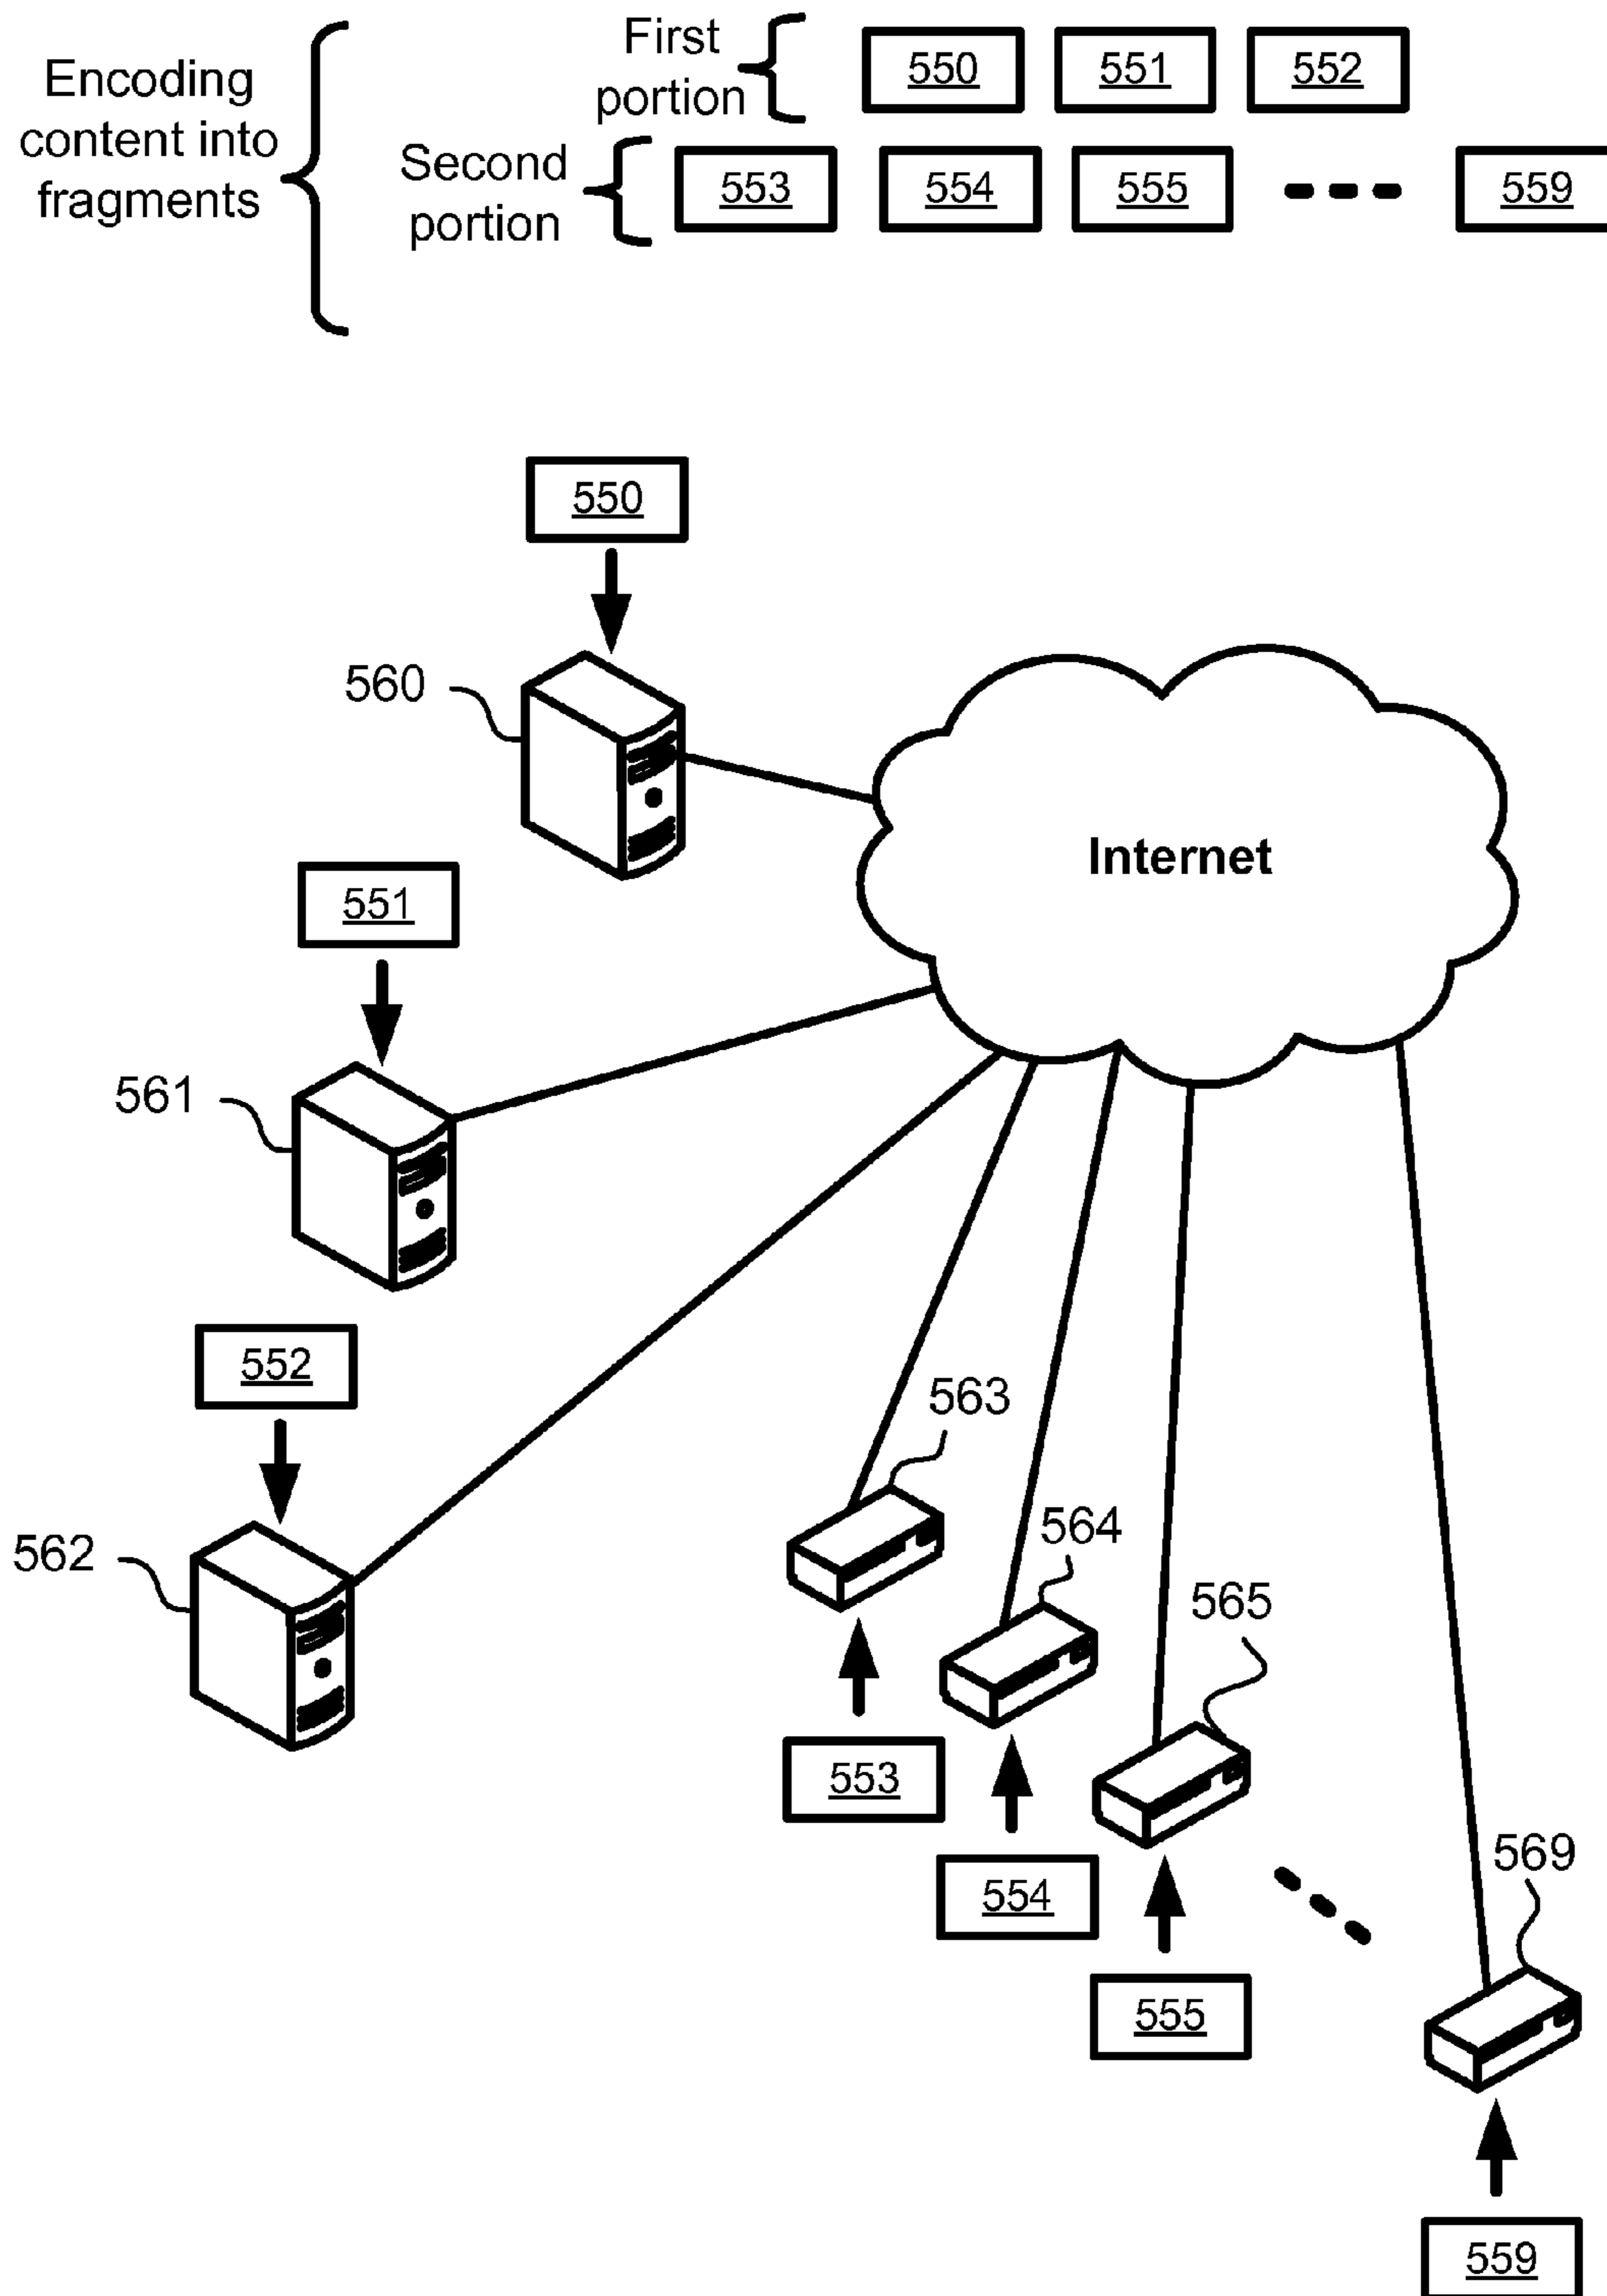 Encoding
content into
fragments
First
portion
550 551 552
Second
portion
553 554 555 559
550
560
Internet
551
561
552
562
563
564
565
553
554
569
555
559